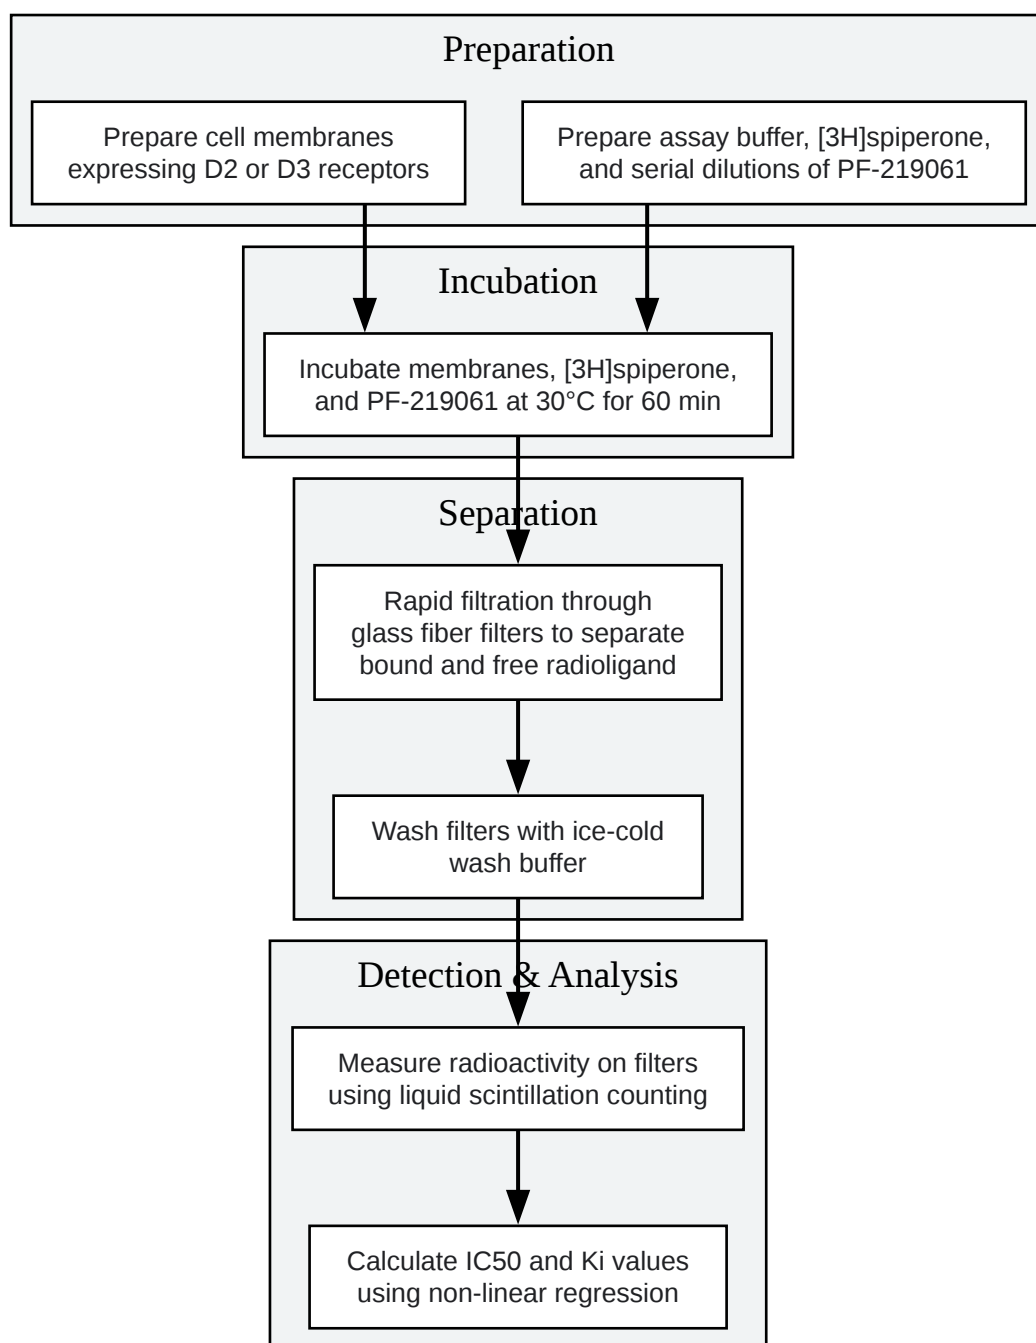 Preparation
Prepare cell membranes
expressing D2 or D3 receptors
Prepare assay buffer, [3H]spiperone,
and serial dilutions of PF-219061
Incubation
Incubate membranes, [3H]spiperone,
and PF-219061 at 30°C for 60 min
Separation
Rapid filtration through
glass fiber filters to separate
bound and free radioligand
Wash filters with ice-cold
wash buffer
Detection & Analysis
Measure radioactivity on filters
using liquid scintillation counting
Calculate IC50 and Ki values
using non-linear regression